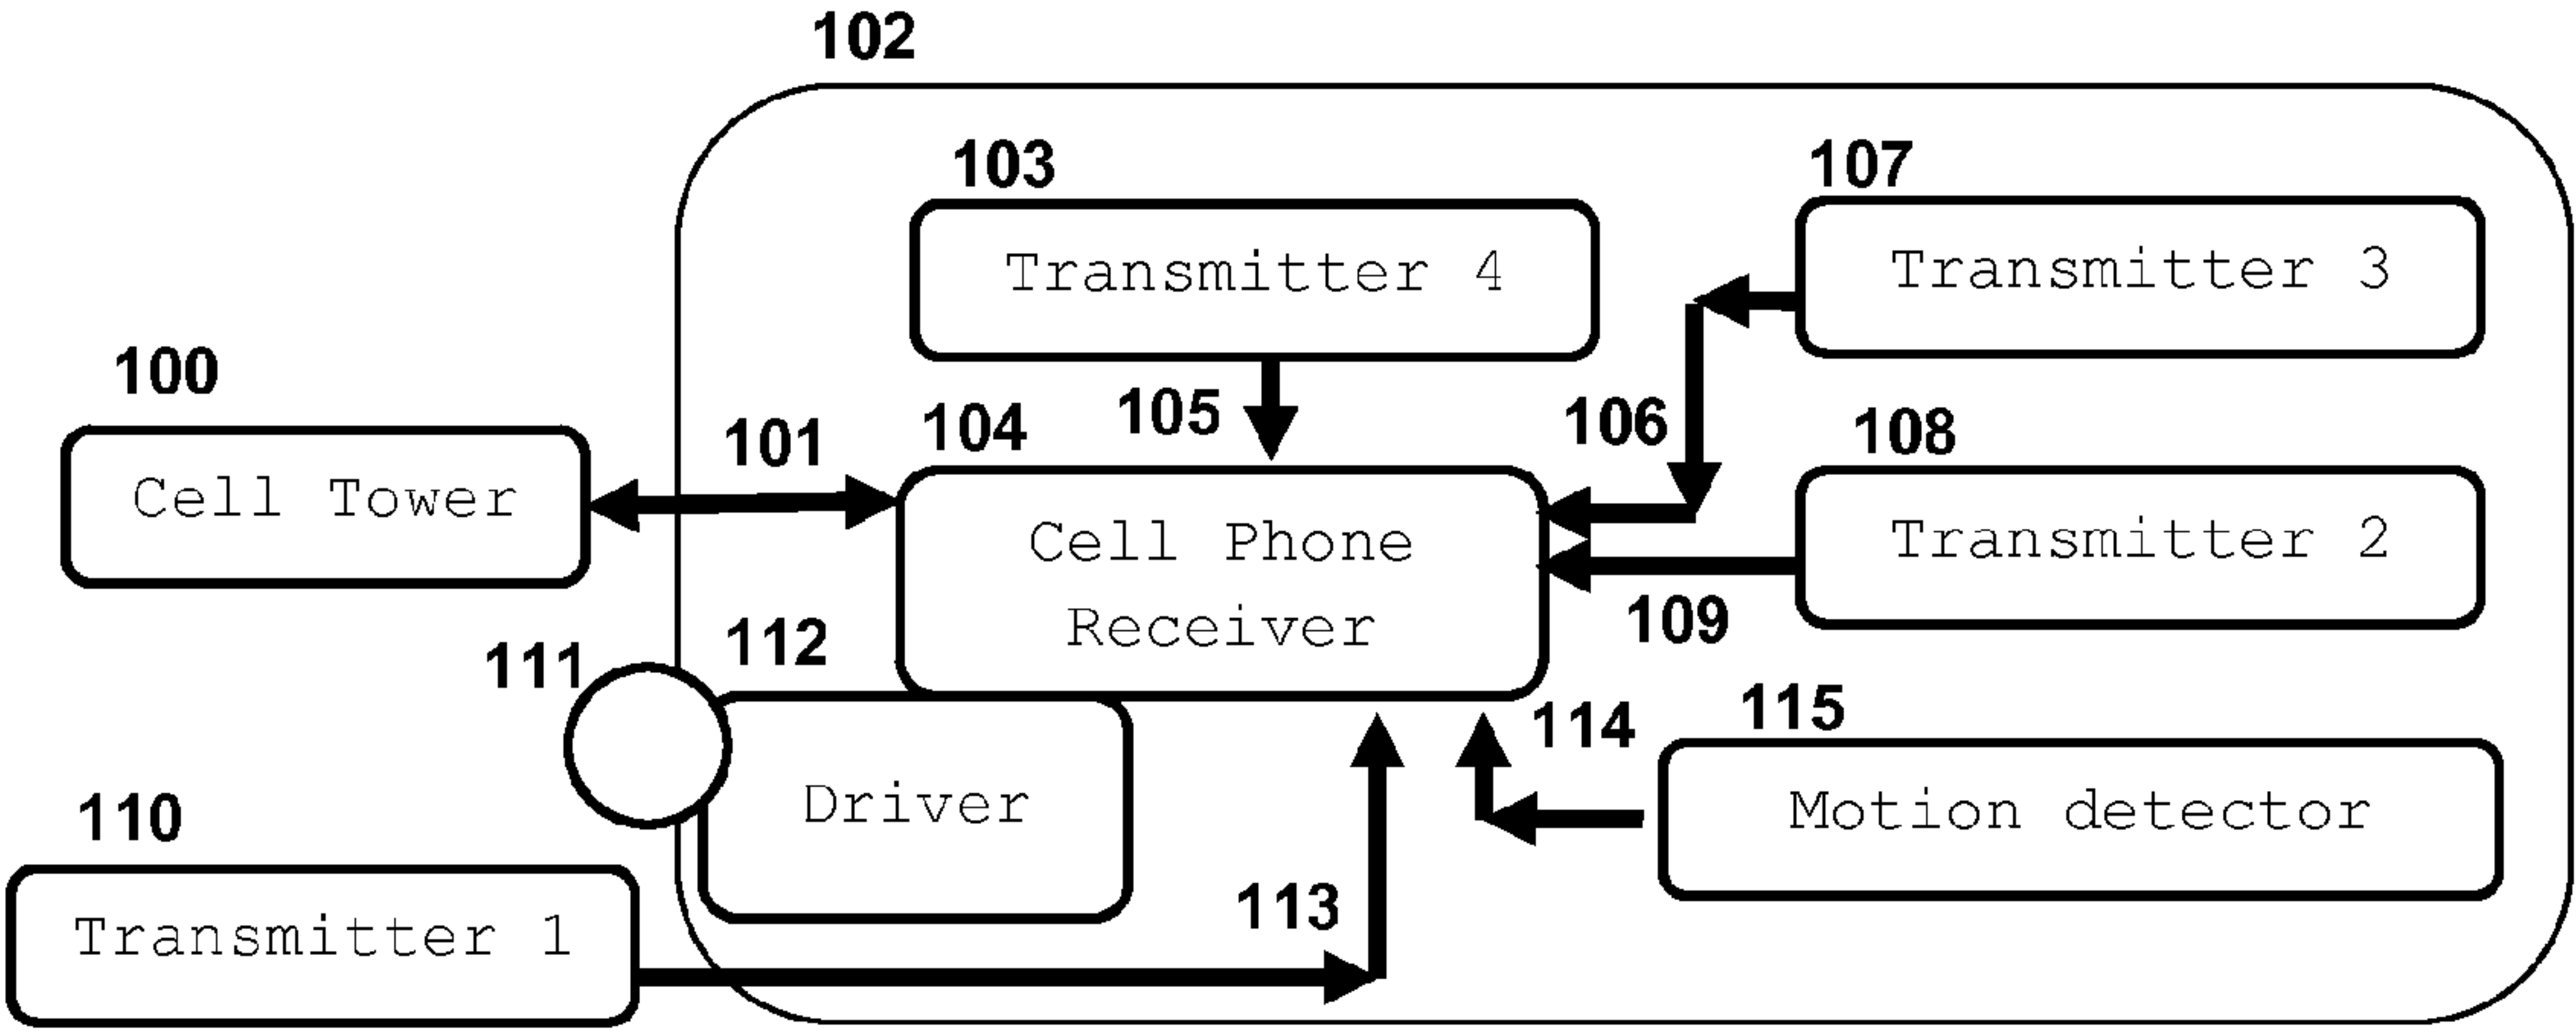 102
103
107
Transmitter 4
Transmitter 3
100
101
104
105
106
108
Cell Tower
Cell Phone
Receiver
Transmitter 2
109
111
112
114
115
Driver
Motion detector
110
113
Transmitter 1